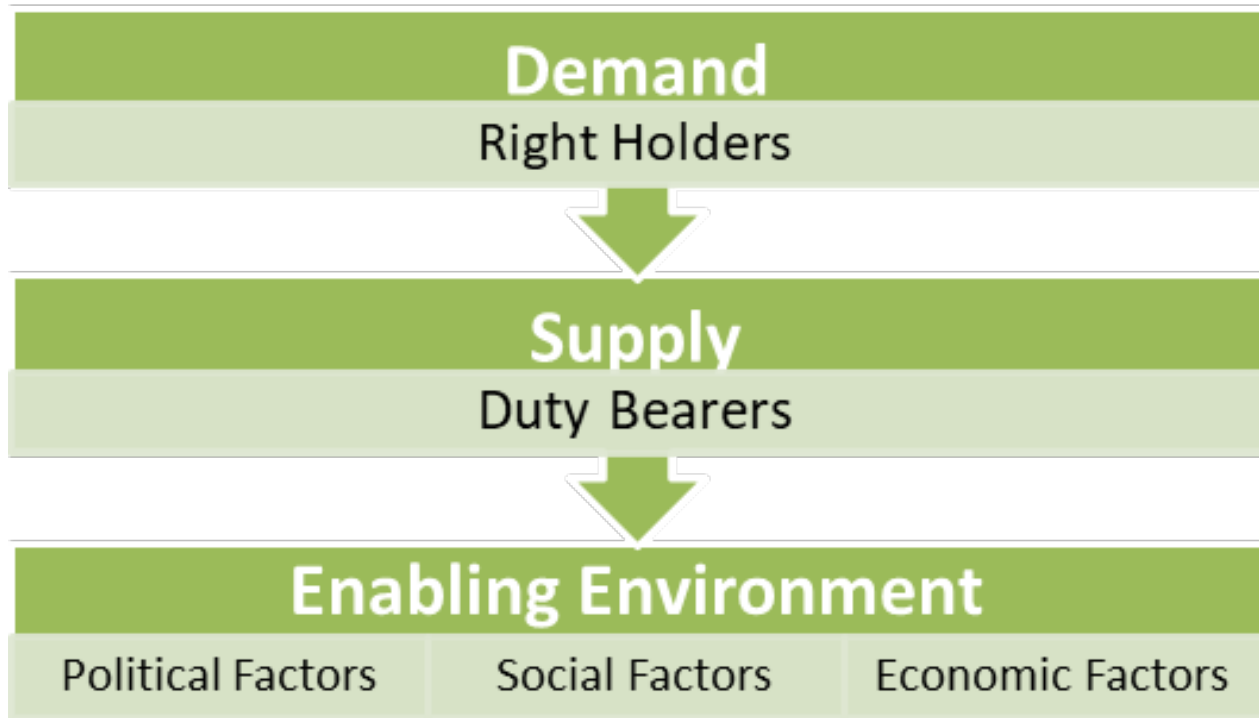 Demand
Right Holders
Supply
Duty Bearers
Enabling Environment
Political Factors Social Factors Economic Factors